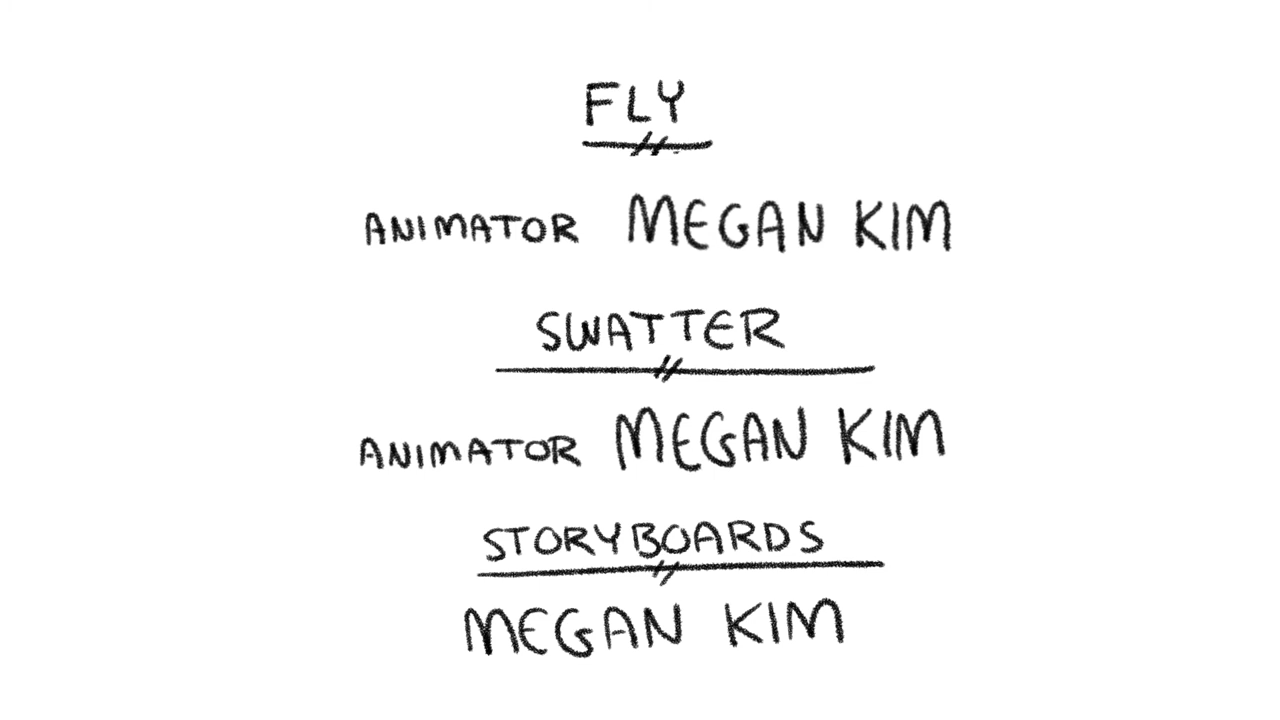 FLY
ANIMATOR MEGAN KIM
SWATTER
ANIMATOR MEGAN KIM
STORYBOARDS
MEGAN KIM